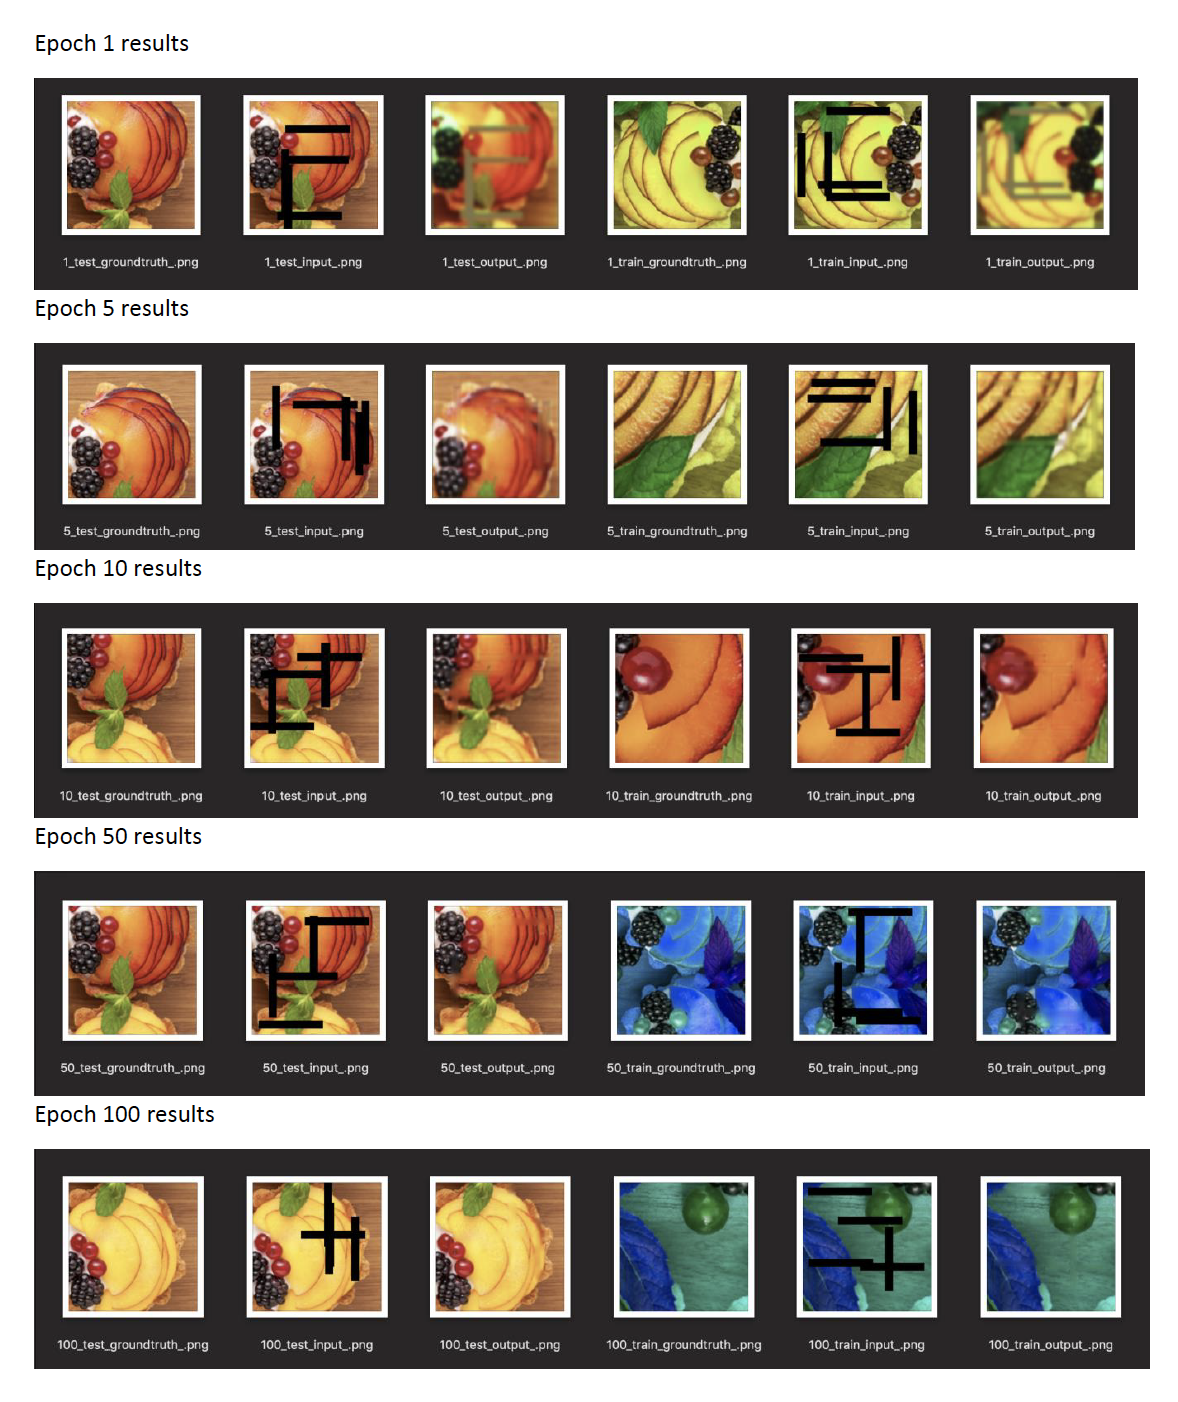 Epoch 1 results
1_test_groundtruth_.png 1_test_input_.png 1_test_output_.png 1_train_groundtruth_.png 1_train_input_.png 1_train_output_.png
Epoch 5 results
5_test_groundtruth_.png 5_test_input_.png 5_test_output_.png 5_train_groundtruth_.png 5_train_input_.png 5_train_output_.png
Epoch 10 results
10_test_groundtruth_.png 10_test_input_.png 10_test_output_.png 10_train_groundtruth_.png 10_train_input_.png 10_train_output_.png
Epoch 50 results
50_test_groundtruth_.png 50_test_input_.png 50_test_output_.png 50_train_groundtruth_.png 50_train_input_.png 50_train_output_.png
Epoch 100 results
100_test_groundtruth_.png 100_test_input_.png 100_test_output_.png 100_train_groundtruth_.png 100_train_input_.png 100_train_output_.png